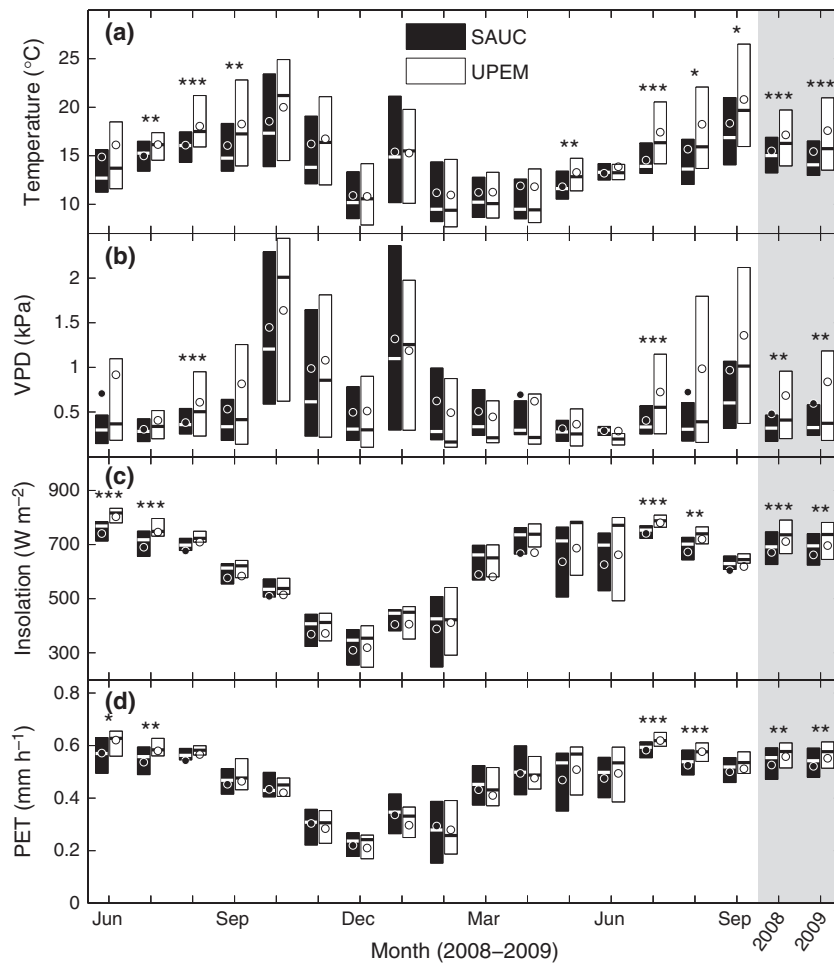 (a)
SAUC
UPEM
Temperature (°C)
25
20
15
10
** *** ** ** *** * * *** ***
(b)
VPD (kPa)
2
1.5
1
0.5
*** *** ** **
(c)
Insolation (W m−2)
900
700
500
300
*** *** *** ** *** **
(d)
PET (mm h−1)
0.8
0.6
0.4
0.2
0
* ** *** *** ** **
Jun Sep Dec Mar Jun Sep 2008 2009
Month (2008–2009)